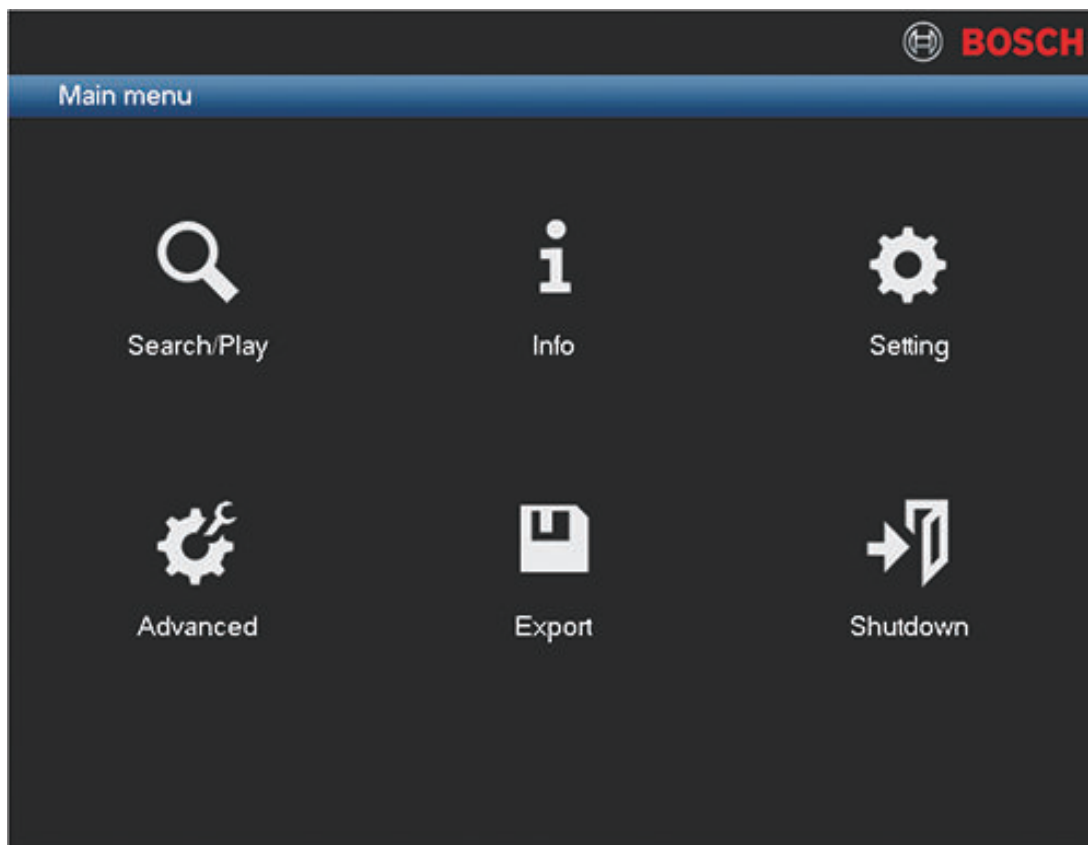 BOSCH
Main menu
Search/Play
Info
Setting
Advanced
Export
Shutdown